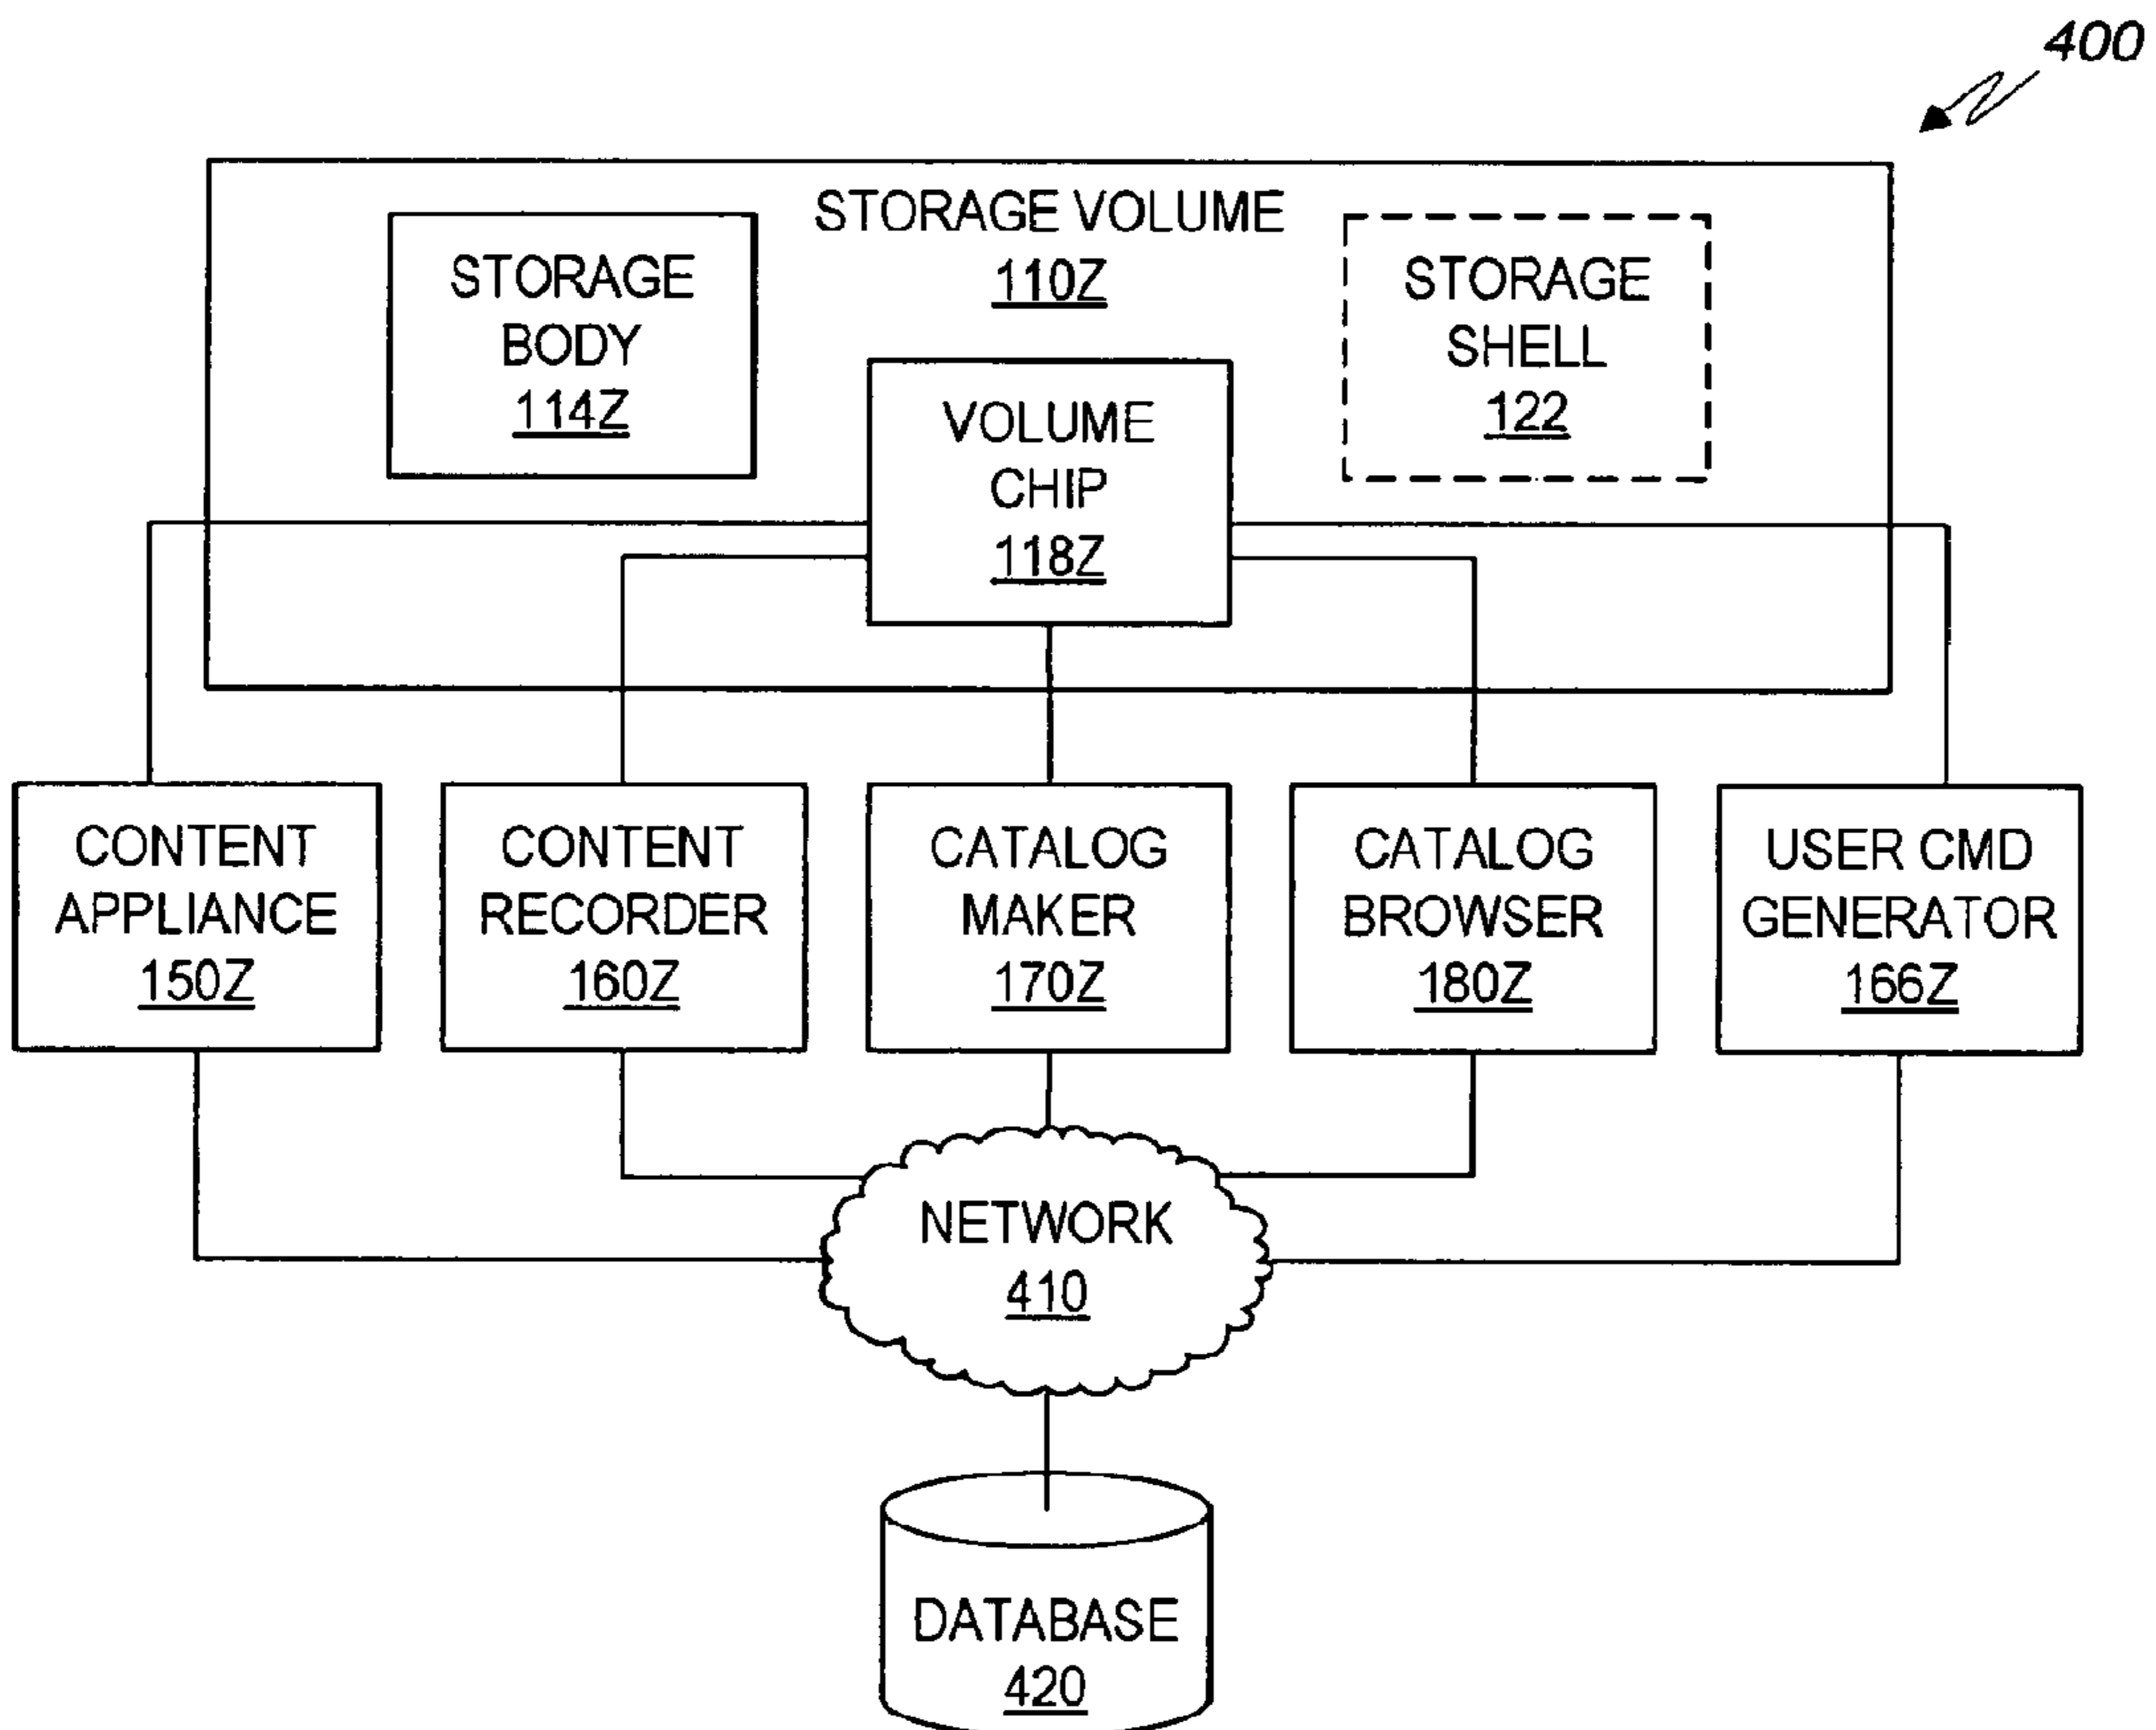 400
STORAGE VOLUME
110Z
STORAGE
BODY
114Z
STORAGE
SHELL
122
VOLUME
CHIP
118Z
CONTENT
APPLIANCE
150Z
CONTENT
RECORDER
160Z
CATALOG
MAKER
170Z
CATALOG
BROWSER
180Z
USER CMD
GENERATOR
166Z
NETWORK
410
DATABASE
420